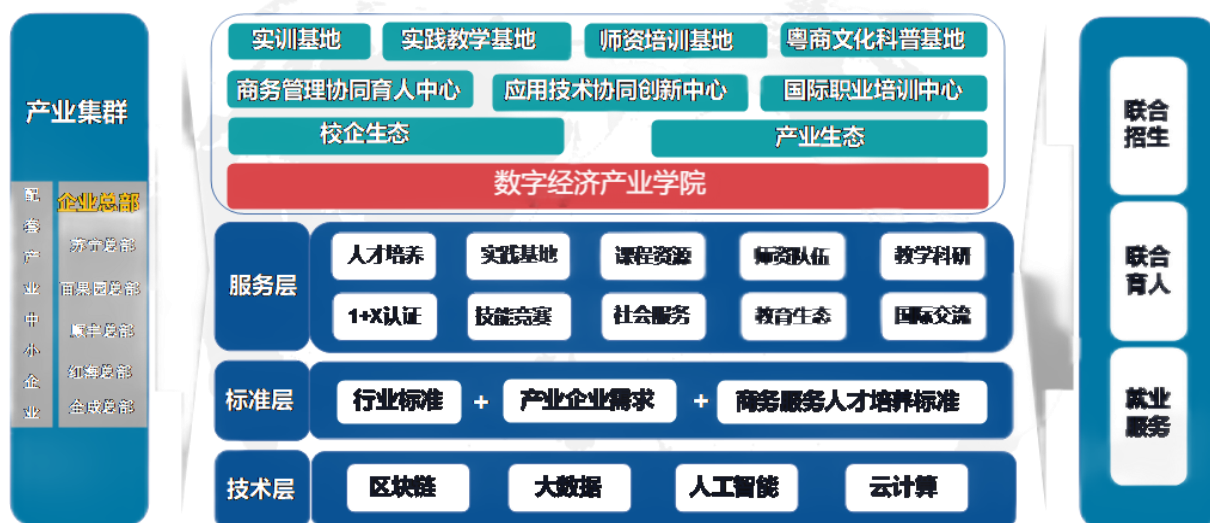 产业集群
配套产业中小企业
企业总部
苏宁总部
百果园总部
顺丰总部
红海总部
金成总部
实训基地
实践教学基地
师资培训基地
粤商文化科普基地
商务管理协同育人中心
应用技术协同创新中心
国际职业培训中心
校企生态
产业生态
数字经济产业学院
服务层
人才培养
实践基地
课程资源
师资队伍
教学科研
1+X认证
技能竞赛
社会服务
教育生态
国际交流
标准层
行业标准
+
产业企业需求
+
商务服务人才培养标准
技术层
区块链
大数据
人工智能
云计算
联合
招生
联合
育人
就业
服务